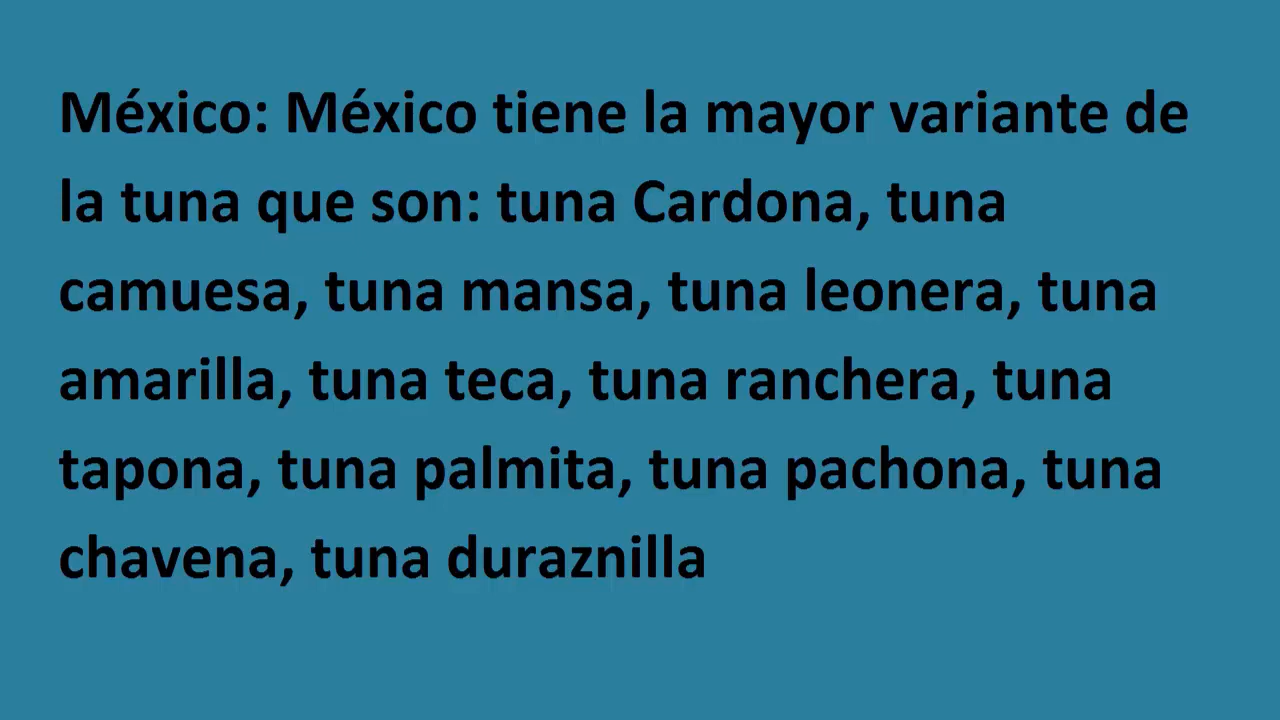 México: México tiene la mayor variante de
la tuna que son: tuna Cardona, tuna
camuesa, tuna mansa, tuna leonera, tuna
amarilla, tuna teca, tuna ranchera, tuna
tapona, tuna palmita, tuna pachona, tuna
chavena, tuna duraznilla